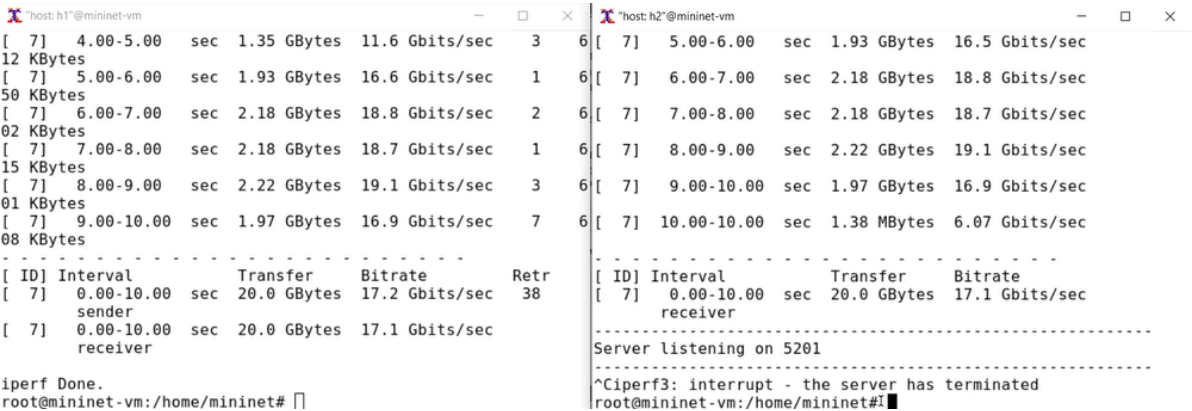 "host: h1"@mininet-vm
[  7]   4.00-5.00   sec  1.35 GBytes  11.6 Gbits/sec    3    6
12 KBytes
[  7]   5.00-6.00   sec  1.93 GBytes  16.6 Gbits/sec    1    6
50 KBytes
[  7]   6.00-7.00   sec  2.18 GBytes  18.8 Gbits/sec    2    6
02 KBytes
[  7]   7.00-8.00   sec  2.18 GBytes  18.7 Gbits/sec    1    6
15 KBytes
[  7]   8.00-9.00   sec  2.22 GBytes  19.1 Gbits/sec    3    6
01 KBytes
[  7]   9.00-10.00  sec  1.97 GBytes  16.9 Gbits/sec    7    6
08 KBytes
- - - - - - - - - - - - - - - - - - - - - - - - -
[ ID] Interval           Transfer     Bitrate         Retr
[  7]   0.00-10.00  sec  20.0 GBytes  17.2 Gbits/sec   38
sender
[  7]   0.00-10.00  sec  20.0 GBytes  17.1 Gbits/sec
receiver
iperf Done.
root@mininet-vm:/home/mininet#
"host: h2"@mininet-vm
[  7]   5.00-6.00   sec  1.93 GBytes  16.5 Gbits/sec
[  7]   6.00-7.00   sec  2.18 GBytes  18.8 Gbits/sec
[  7]   7.00-8.00   sec  2.18 GBytes  18.7 Gbits/sec
[  7]   8.00-9.00   sec  2.22 GBytes  19.1 Gbits/sec
[  7]   9.00-10.00  sec  1.97 GBytes  16.9 Gbits/sec
[  7]  10.00-10.00  sec  1.38 MBytes  6.07 Gbits/sec
- - - - - - - - - - - - - - - - - - - - - - - - -
[ ID] Interval           Transfer     Bitrate
[  7]   0.00-10.00  sec  20.0 GBytes  17.1 Gbits/sec
receiver
-----------------------------------------------------------
Server listening on 5201
-----------------------------------------------------------
^Ciperf3: interrupt - the server has terminated
root@mininet-vm:/home/mininet#